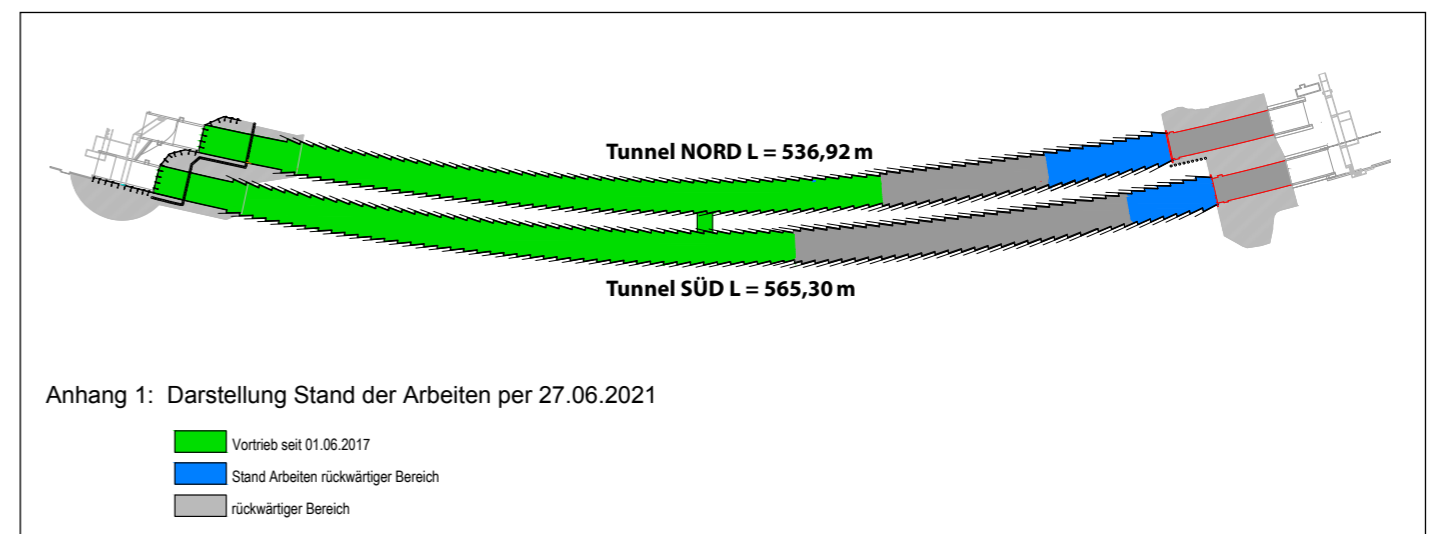 Tunnel NORD L = 536,92 m
Tunnel SÜD L = 565,30 m
Anhang 1: Darstellung Stand der Arbeiten per 27.06.2021
Vortrieb seit 01.06.2017
Stand Arbeiten rückwärtiger Bereich
rückwärtiger Bereich